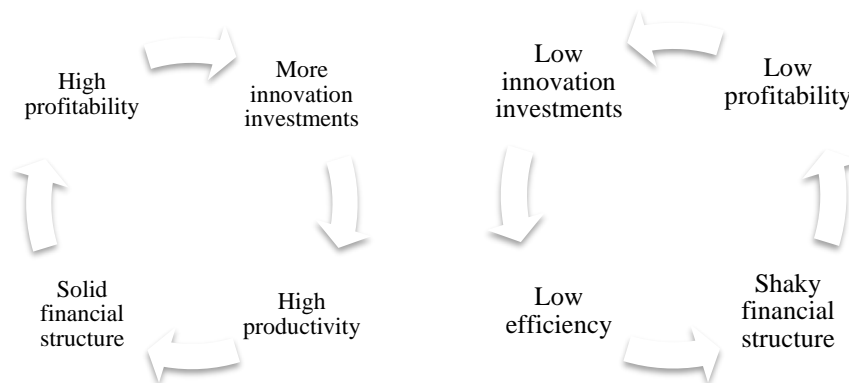 High
profitability
More
innovation
investments
High
productivity
Solid
financial
structure
Low
innovation
investments
Low
profitability
Low
efficiency
Shaky
financial
structure